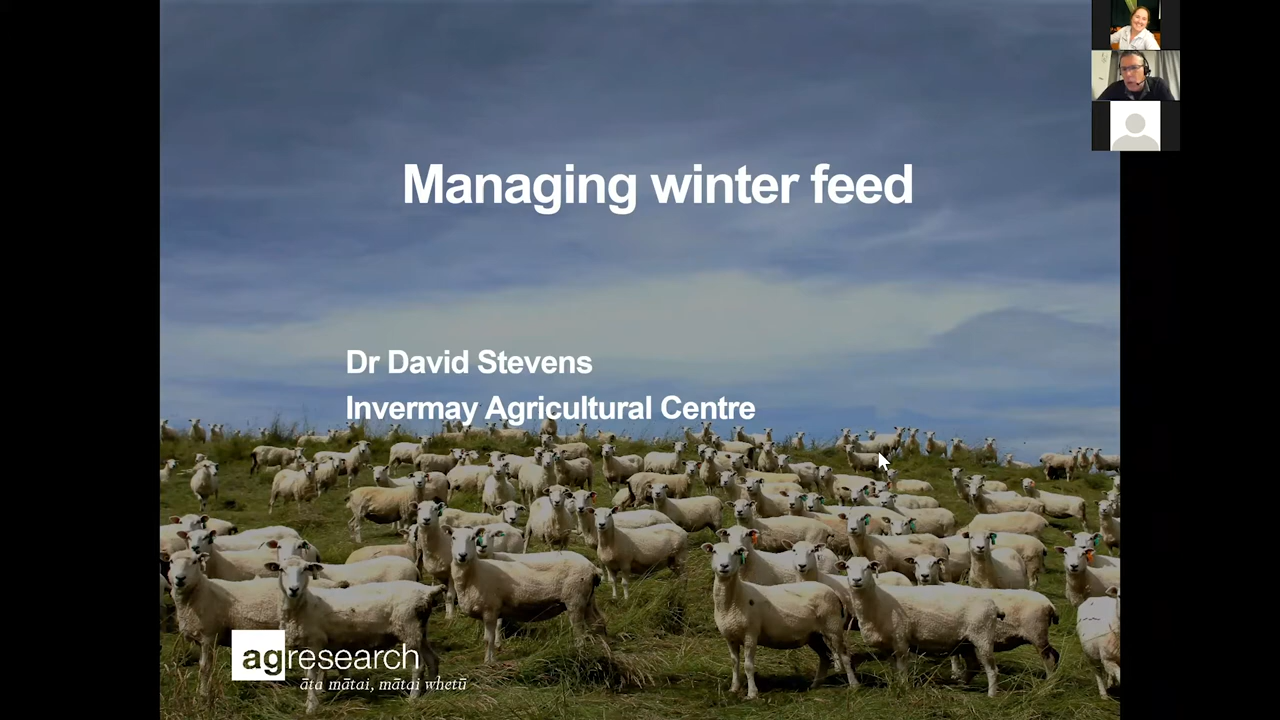 Managing winter feed
Dr David Stevens
Invermay Agricultural Centre
agresearch
āta mātai, mātai whetū